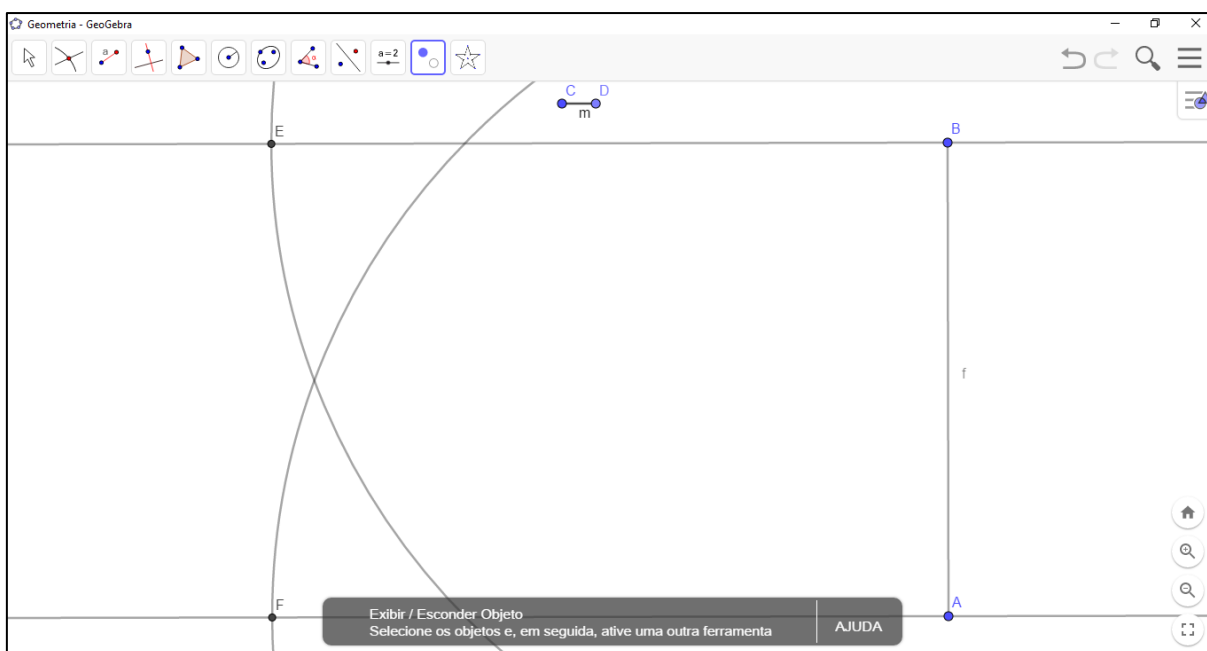 Geometria - GeoGebra
a
a=2
C D
m
E
B
f
F
A
Exibir / Esconder Objeto
Selecione os objetos e, em seguida, ative uma outra ferramenta
AJUDA